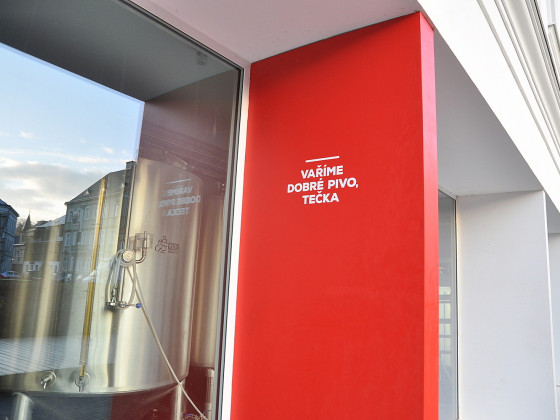 VAŘÍME
DOBRÉ PIVO,
TEČKA